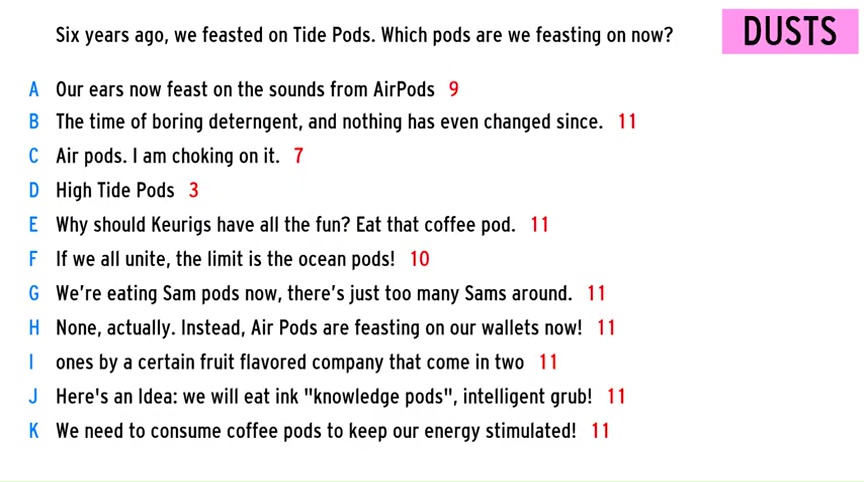 Six years ago, we feasted on Tide Pods. Which pods are we feasting on now?
DUSTS
A Our ears now feast on the sounds from AirPods 9
B The time of boring deterngent, and nothing has even changed since. 11
C Air pods. I am choking on it. 7
D High Tide Pods 3
E Why should Keurigs have all the fun? Eat that coffee pod. 11
F If we all unite, the limit is the ocean pods! 10
G We're eating Sam pods now, there's just too many Sams around. 11
H None, actually. Instead, Air Pods are feasting on our wallets now! 11
I ones by a certain fruit flavored company that come in two 11
J Here's an Idea: we will eat ink "knowledge pods", intelligent grub! 11
K We need to consume coffee pods to keep our energy stimulated! 11